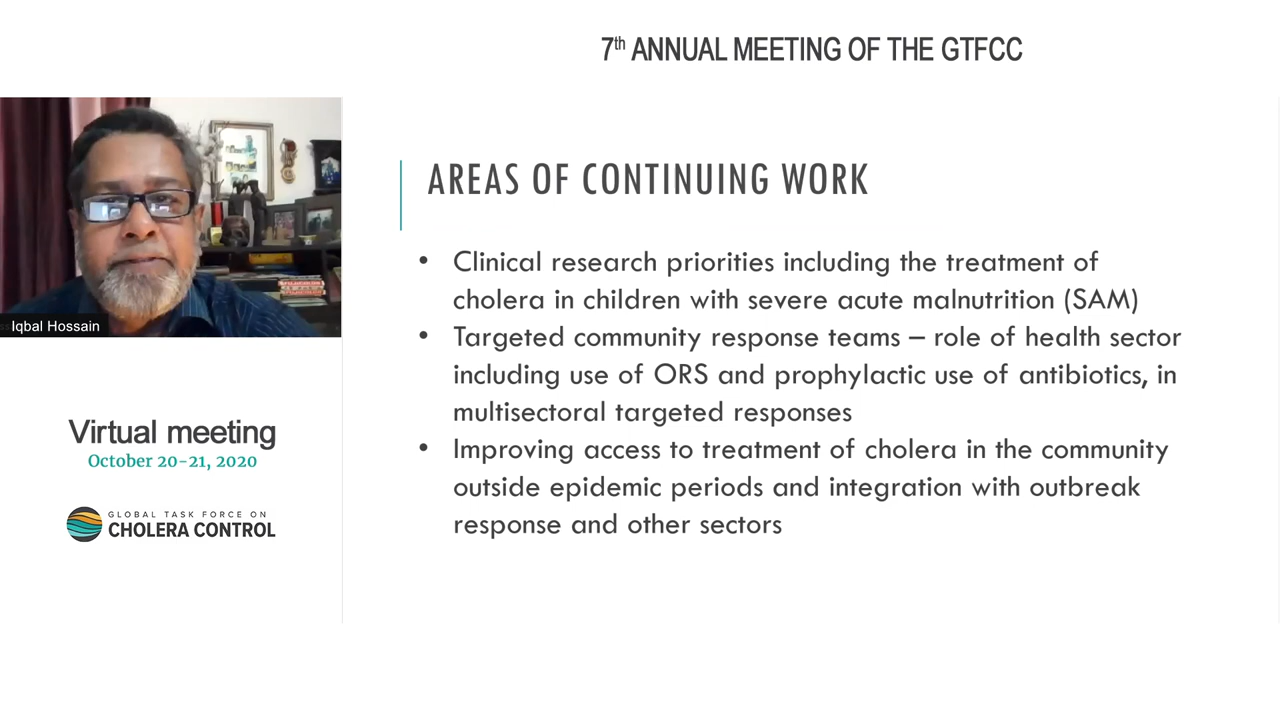 7th ANNUAL MEETING OF THE GTFCC
Iqbal Hossain
Virtual meeting
October 20-21, 2020
GLOBAL TASK FORCE ON
CHOLERA CONTROL
AREAS OF CONTINUING WORK
• Clinical research priorities including the treatment of
cholera in children with severe acute malnutrition (SAM)
• Targeted community response teams – role of health sector
including use of ORS and prophylactic use of antibiotics, in
multisectoral targeted responses
• Improving access to treatment of cholera in the community
outside epidemic periods and integration with outbreak
response and other sectors